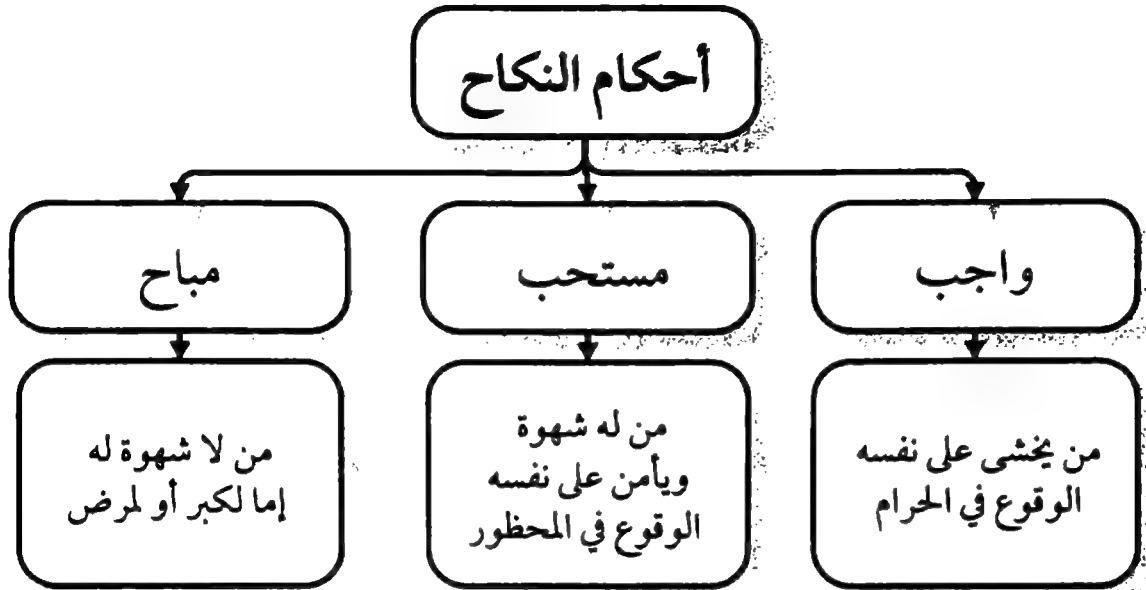 أحكام النكاح
واجب
مستحب
مباح
من يخشى على نفسه
الوقوع في الحرام
من له شهوة
ويأمن على نفسه
الوقوع في المحظور
من لا شهوة له
إما لكبر أو لمرض